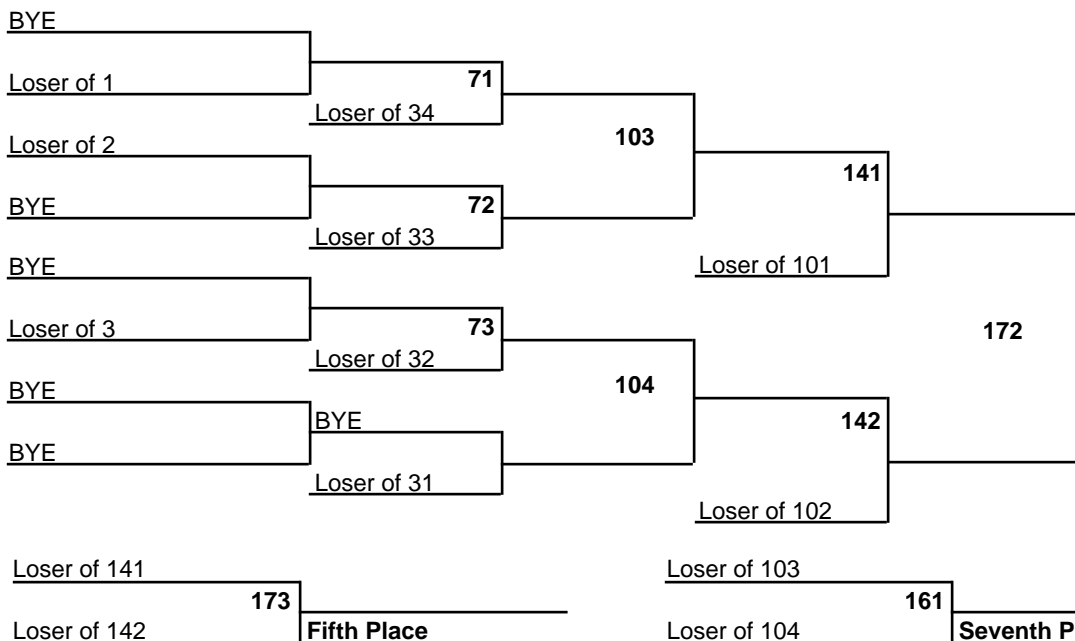 BYE
Loser of 1
71
Loser of 34
103
Loser of 2
141
BYE
72
Loser of 33
BYE
Loser of 101
Loser of 3
73
172
Loser of 32
BYE
104
BYE
142
BYE
Loser of 31
Loser of 102
Loser of 141
173
Loser of 142
Fifth Place
Loser of 103
161
Loser of 104
Seventh P